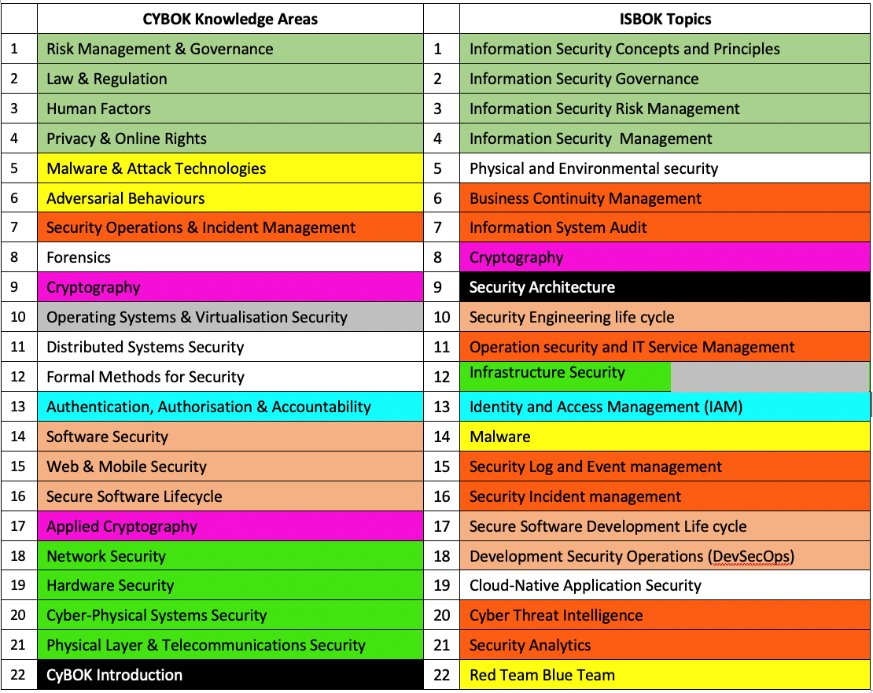 CYBOK Knowledge Areas ISBOK Topics
1 Risk Management & Governance 1 Information Security Concepts and Principles
2 Law & Regulation 2 Information Security Governance
3 Human Factors 3 Information Security Risk Management
4 Privacy & Online Rights 4 Information Security Management
5 Malware & Attack Technologies 5 Physical and Environmental security
6 Adversarial Behaviours 6 Business Continuity Management
7 Security Operations & Incident Management 7 Information System Audit
8 Forensics 8 Cryptography
9 Cryptography 9 Security Architecture
10 Operating Systems & Virtualisation Security 10 Security Engineering life cycle
11 Distributed Systems Security 11 Operation security and IT Service Management
12 Formal Methods for Security 12 Infrastructure Security
13 Authentication, Authorisation & Accountability 13 Identity and Access Management (IAM)
14 Software Security 14 Malware
15 Web & Mobile Security 15 Security Log and Event management
16 Secure Software Lifecycle 16 Security Incident management
17 Applied Cryptography 17 Secure Software Development Life cycle
18 Network Security 18 Development Security Operations (DevSecOps)
19 Hardware Security 19 Cloud-Native Application Security
20 Cyber-Physical Systems Security 20 Cyber Threat Intelligence
21 Physical Layer & Telecommunications Security 21 Security Analytics
22 CyBOK Introduction 22 Red Team Blue Team